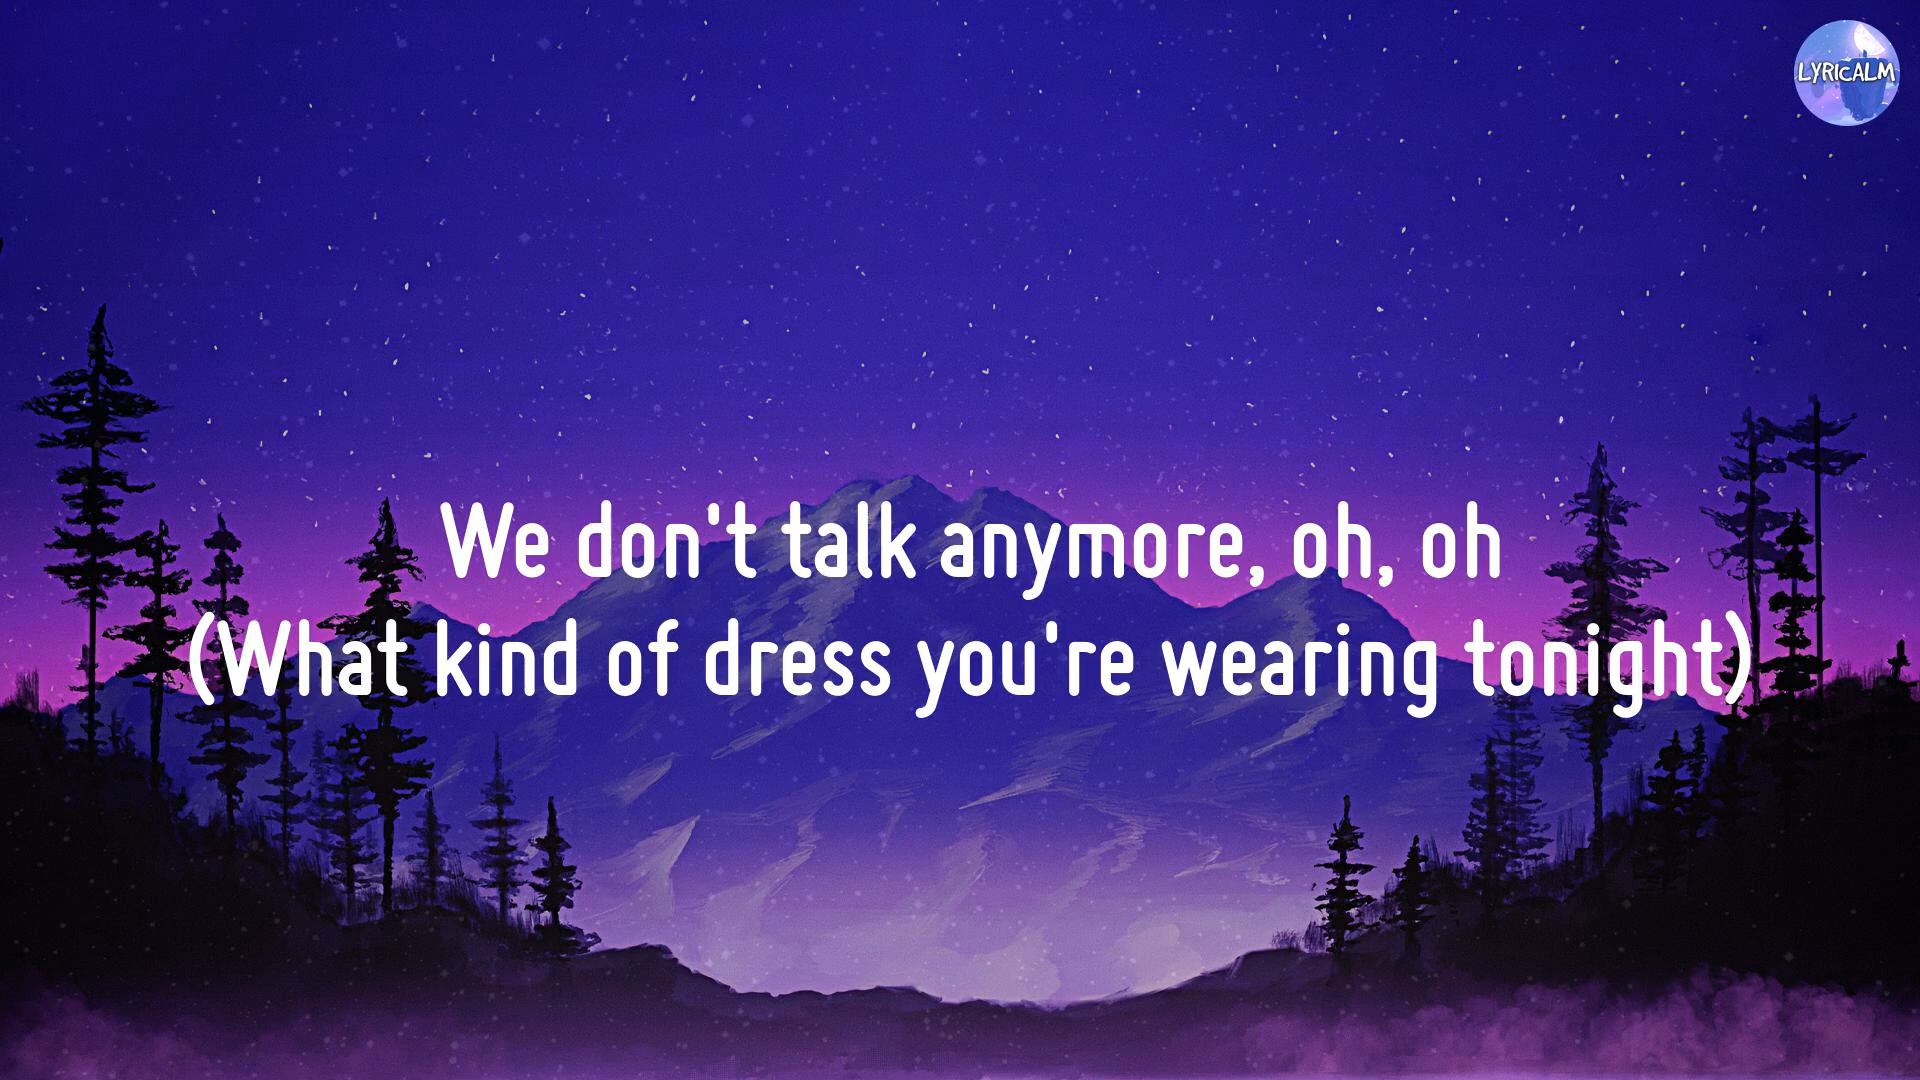 LYRICALM
We don't talk anymore, oh, oh
(What kind of dress you're wearing tonight)